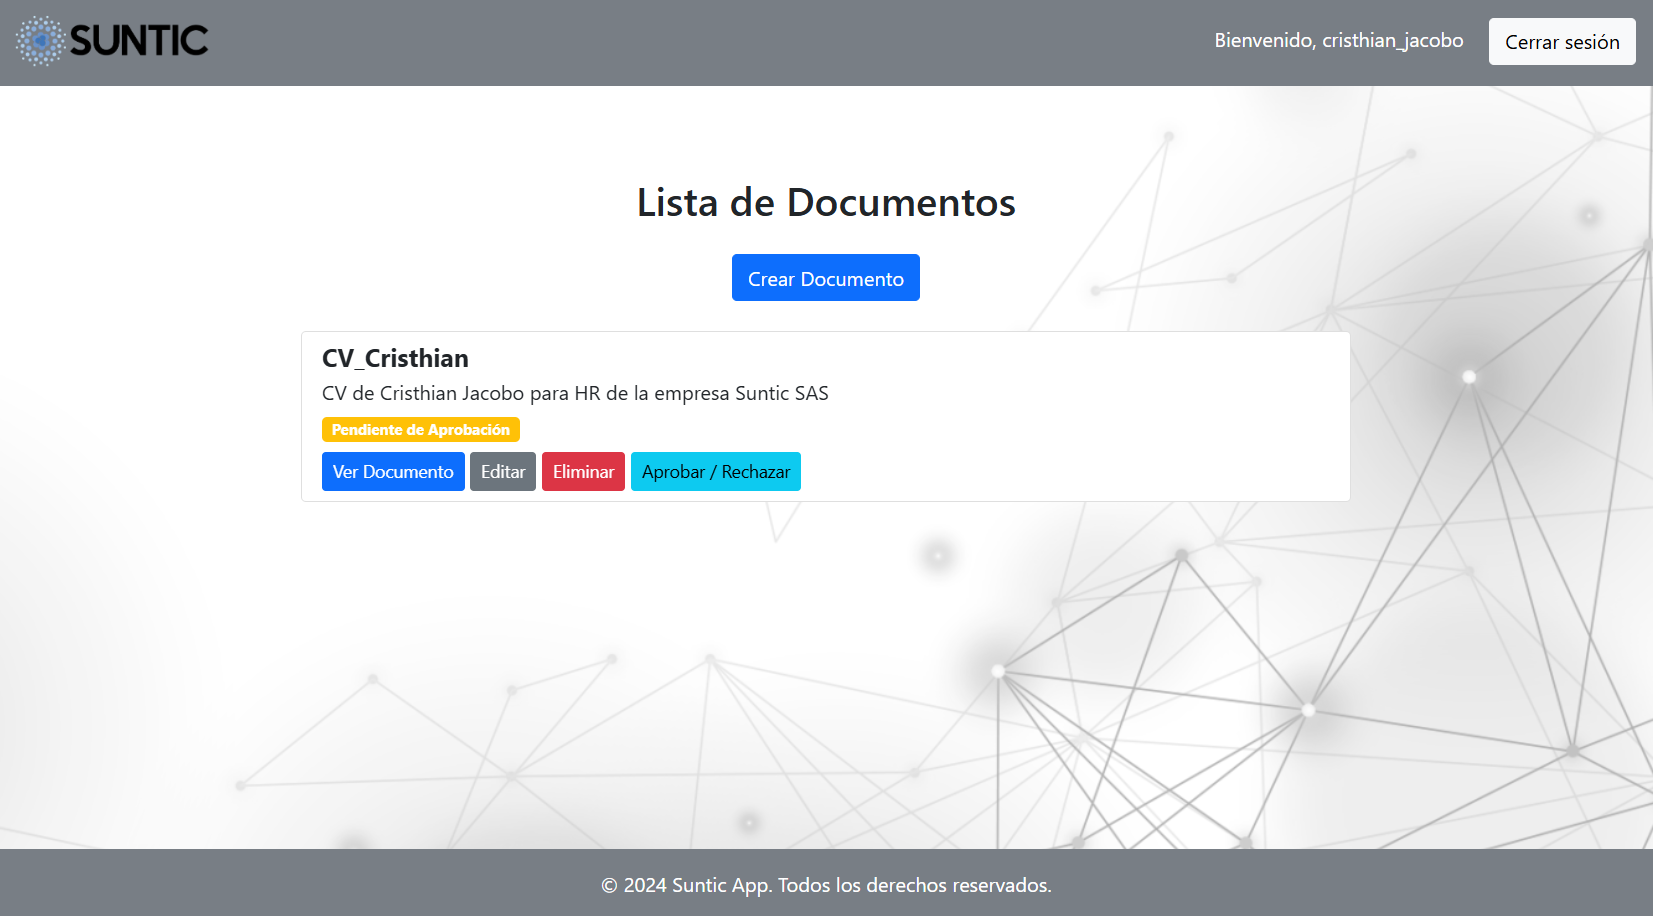 SUNTIC
Bienvenido, cristhian_jacobo
Cerrar sesión
Lista de Documentos
Crear Documento
CV_Cristhian
CV de Cristhian Jacobo para HR de la empresa Suntic SAS
Pendiente de Aprobación
Ver Documento Editar Eliminar Aprobar / Rechazar
© 2024 Suntic App. Todos los derechos reservados.